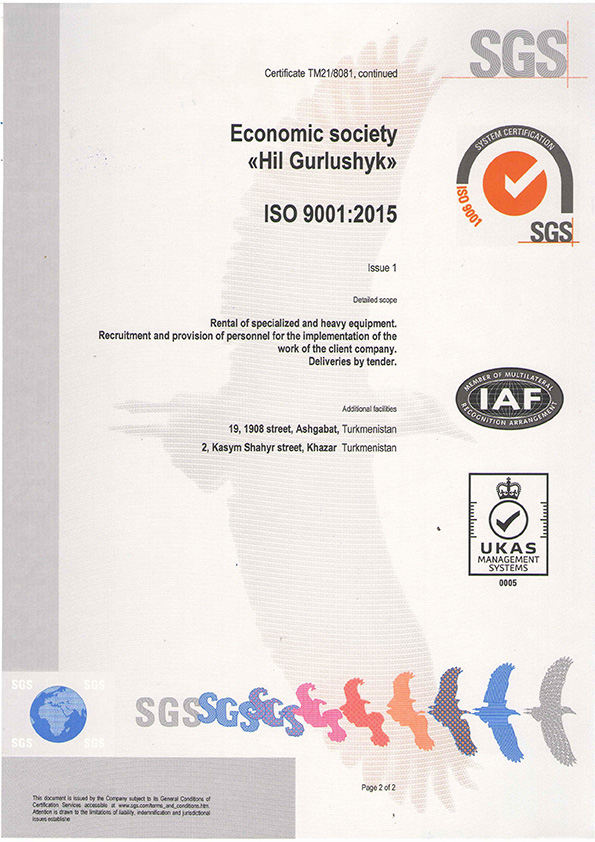 SGS
Certificate TM21/8081, continued
Economic society
«Hil Gurlushyk»
ISO 9001:2015
SYSTEM CERTIFICATION
ISO 9001
SGS
Issue 1
Detailed scope
Rental of specialized and heavy equipment.
Recruitment and provision of personnel for the implementation of the
work of the client company.
Deliveries by tender.
MEMBER OF MULTILATERAL
IAF
RECOGNITION ARRANGEMENT
Additional facilities
19, 1908 street, Ashgabat, Turkmenistan
2, Kasym Shahyr street, Khazar Turkmenistan
UKAS
MANAGEMENT
SYSTEMS
0005
SGS SGS
SGS SGS
SGS SGS SGS
Page 2 of 2
This document is issued by the Company subject to its General Conditions of
Certification Services accessible at www.sgs.com/terms_and_conditions.htm.
Attention is drawn to the limitations of liability, indemnification and jurisdictional
issues establishe